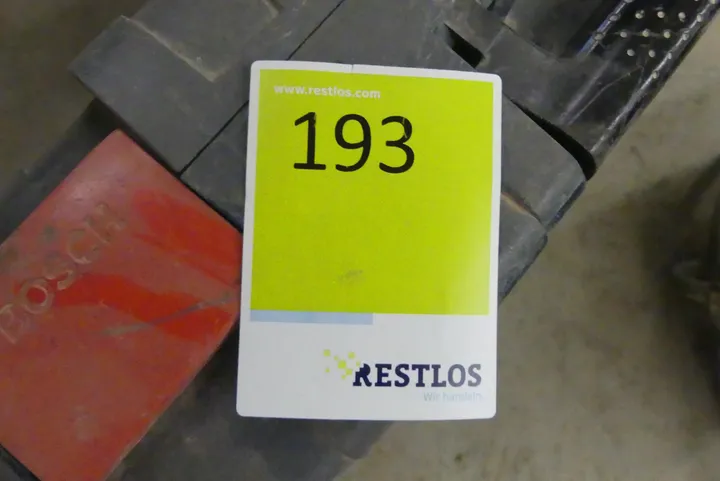 www.restlos.com
193
BOSCH
RESTLOS
Wir handeln